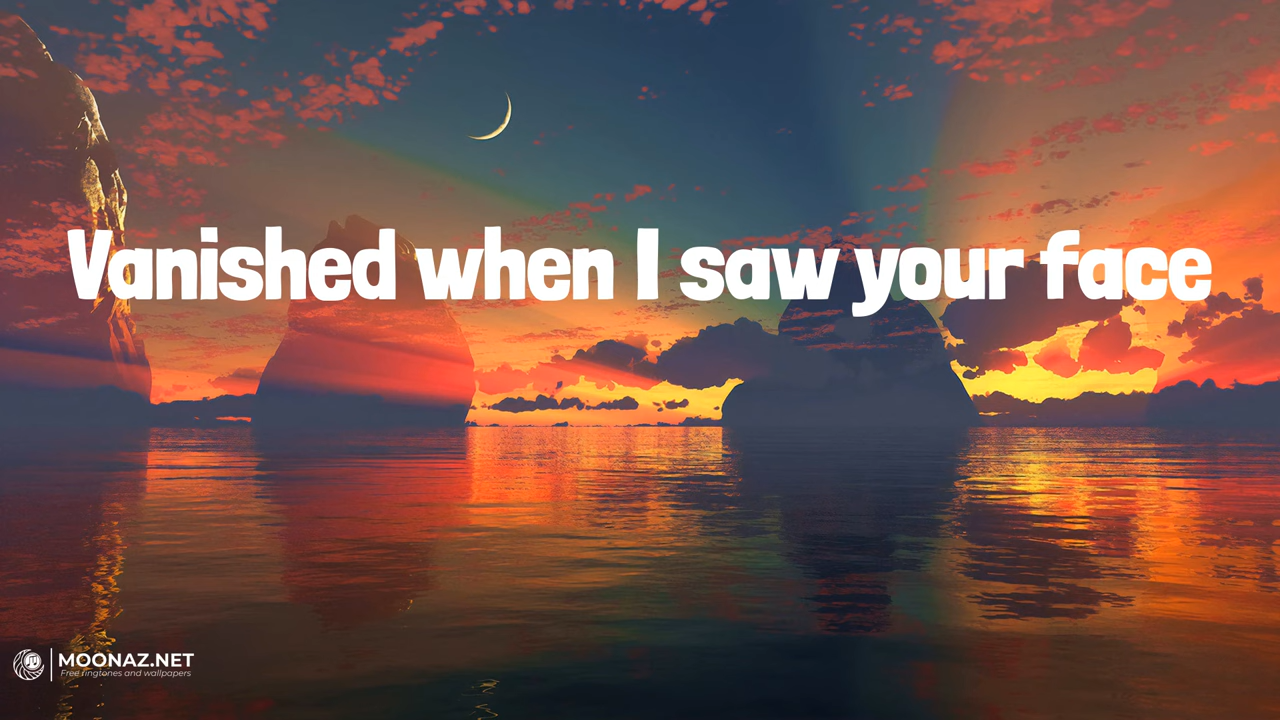 Vanished when I saw your face
MOONAZ.NET
Free ringtones and wallpapers